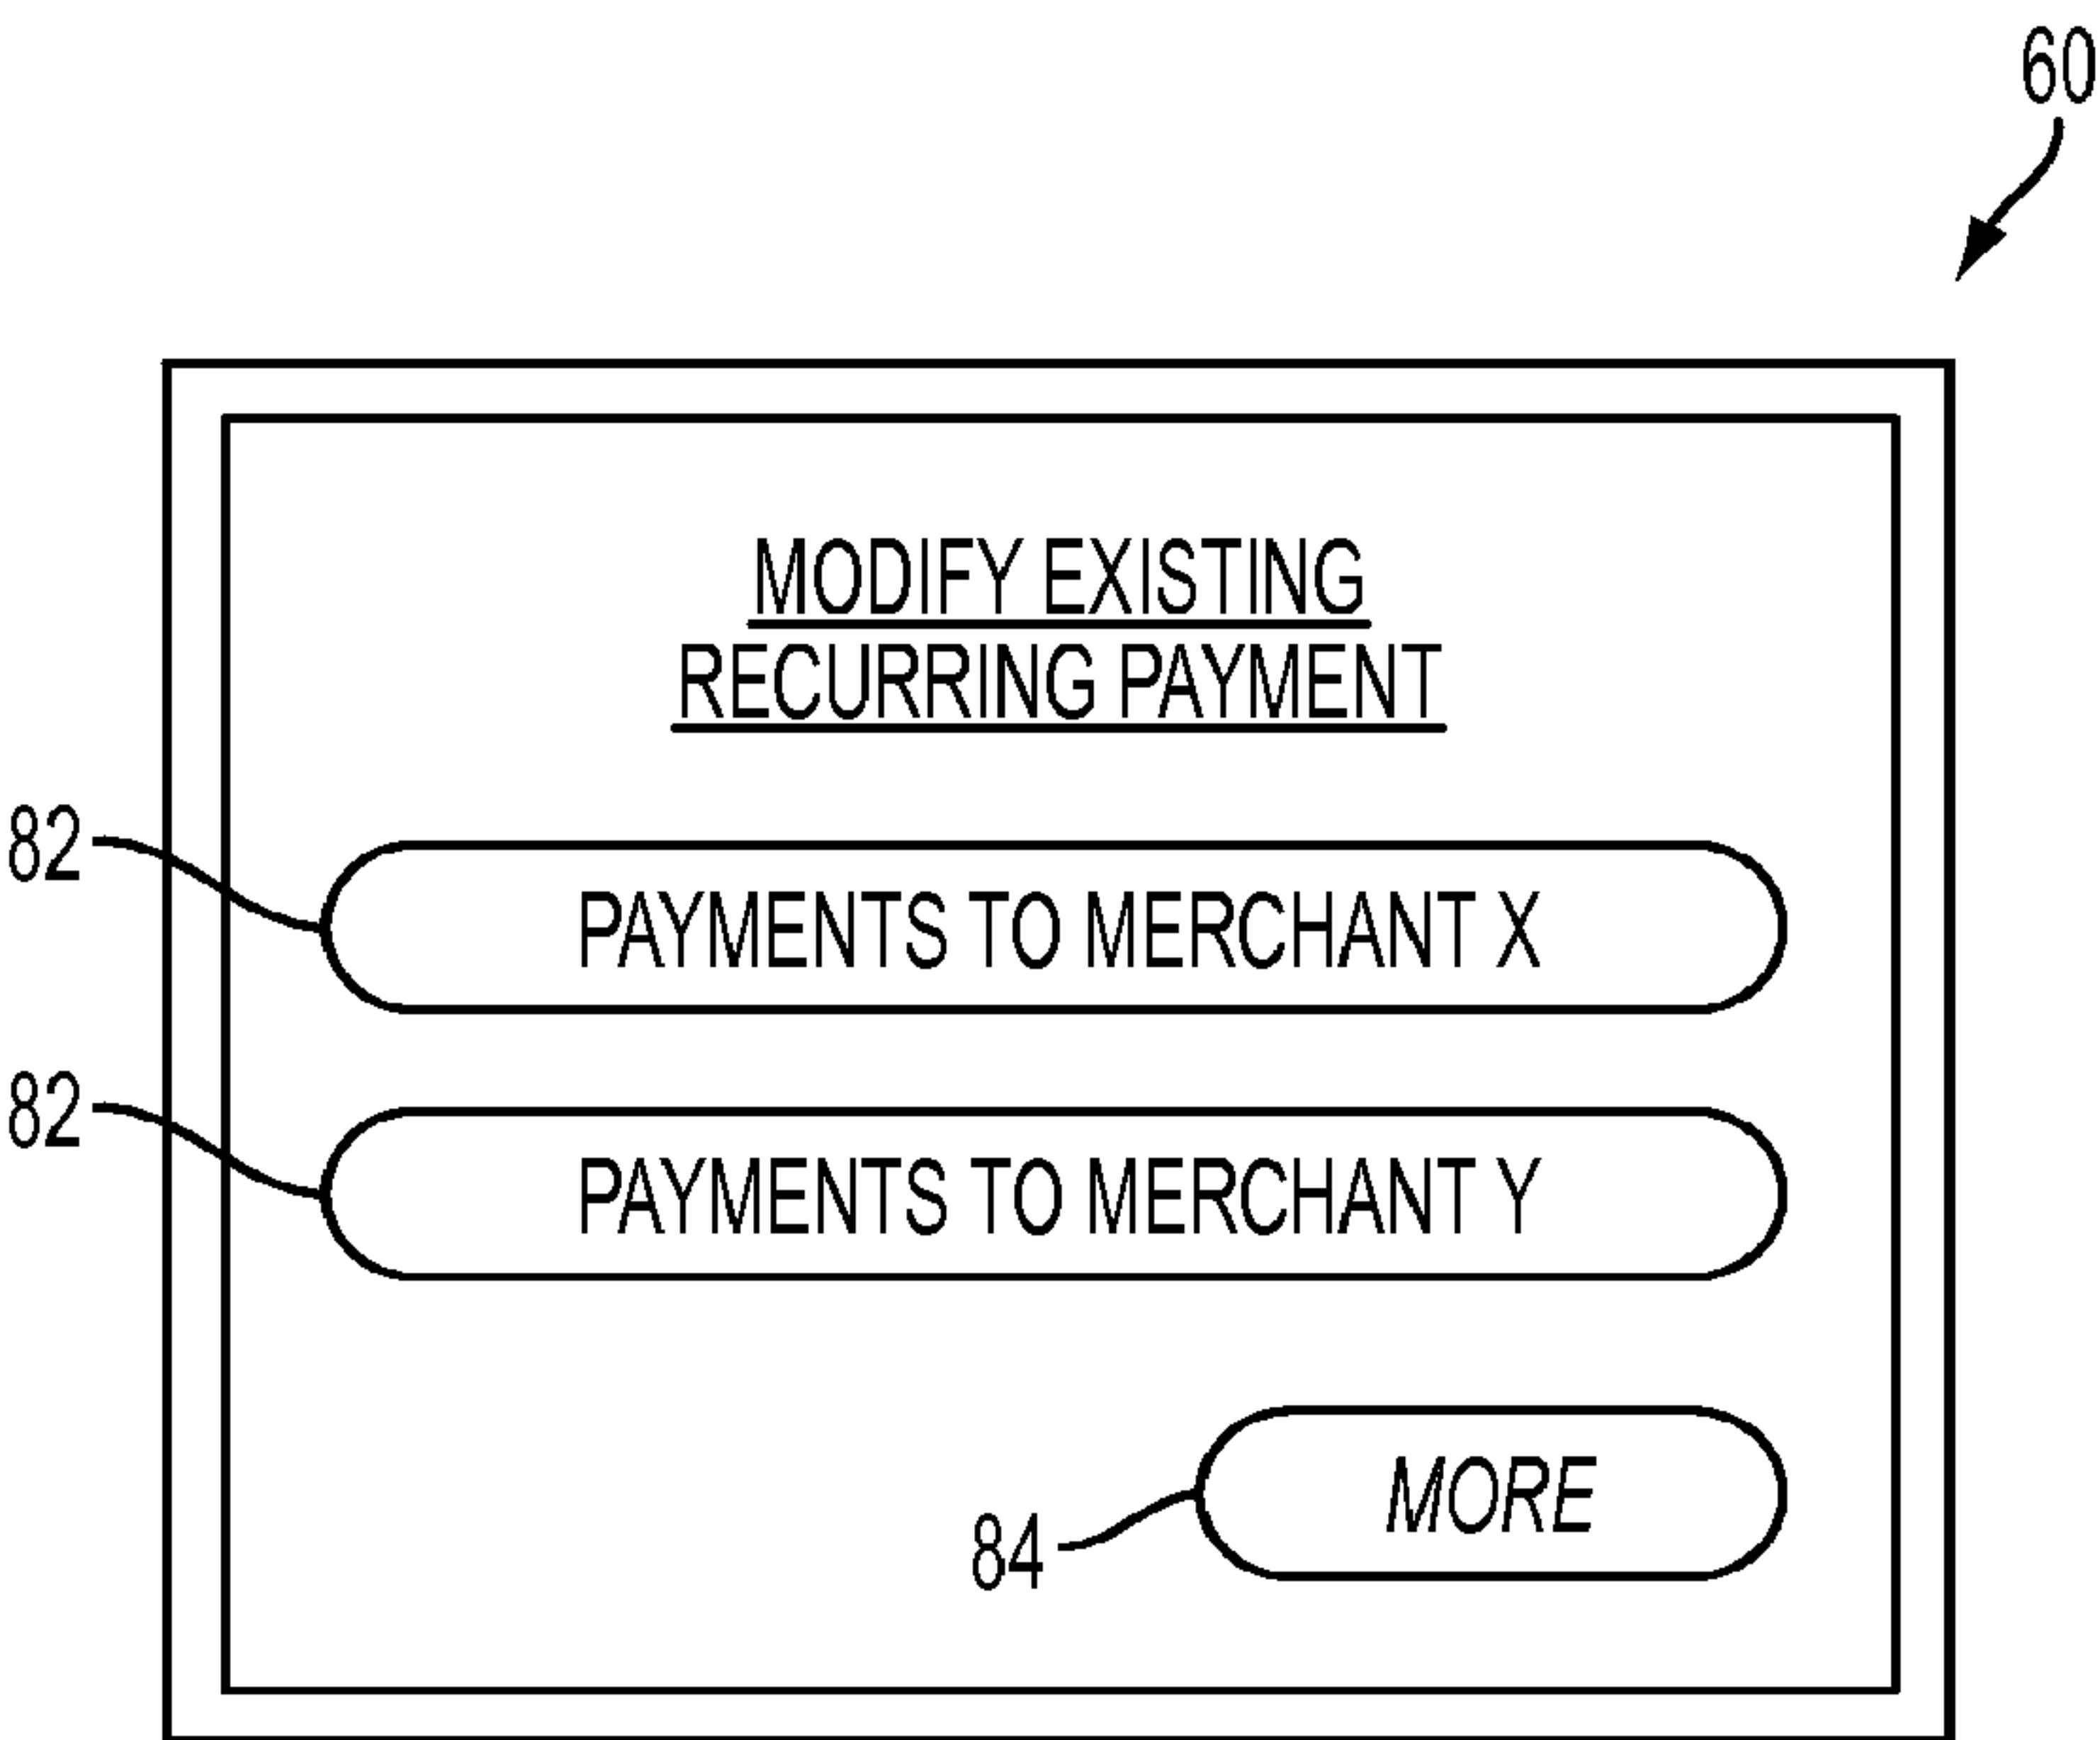 60
MODIFY EXISTING
RECURRING PAYMENT
82
PAYMENTS TO MERCHANT X
82
PAYMENTS TO MERCHANT Y
84
MORE